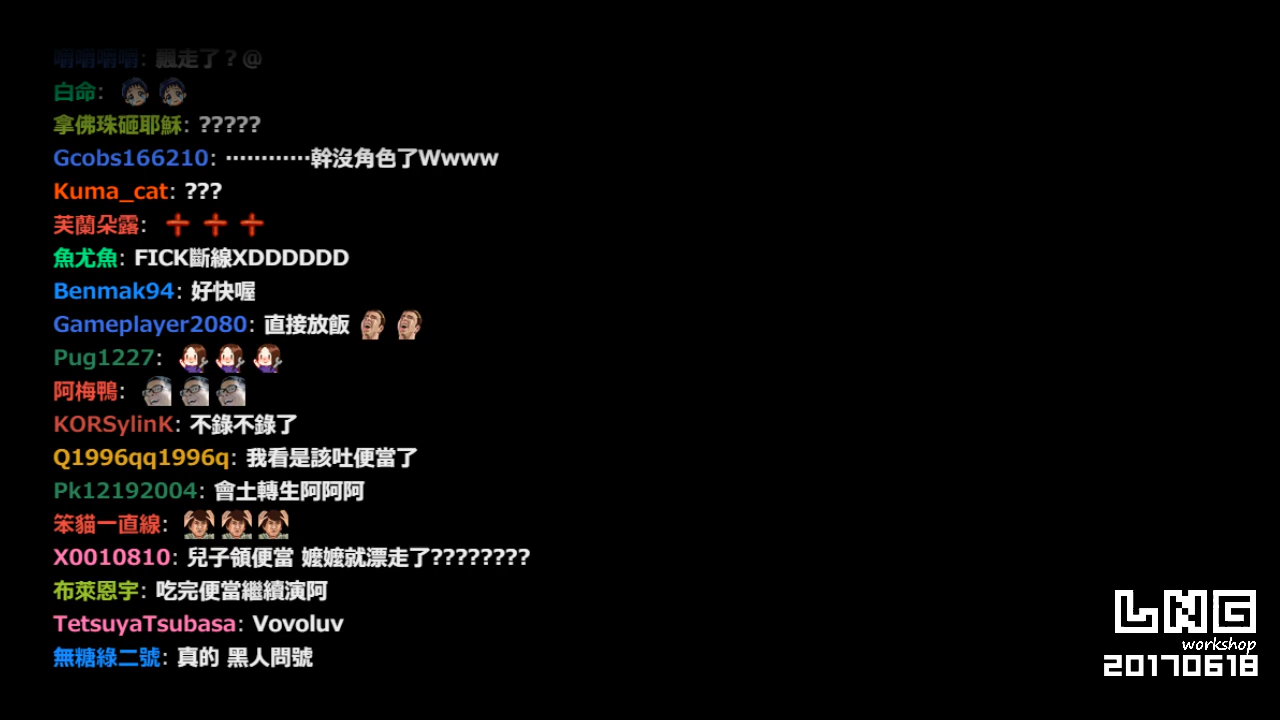 嚼嚼嚼嚼: 飄走了？@
白命:
拿佛珠砸耶穌: ?????
Gcobs166210: …………幹沒角色了Wwww
Kuma_cat: ???
芙蘭朵露:
魚尤魚: FICK斷線XDDDDDD
Benmak94: 好快喔
Gameplayer2080: 直接放飯
Pug1227:
阿梅鴨:
KORSylinK: 不錄不錄了
Q1996qq1996q: 我看是該吐便當了
Pk12192004: 會土轉生阿阿阿
笨貓一直線:
X0010810: 兒子領便當 嬤嬤就漂走了????????
布萊恩宇: 吃完便當繼續演阿
TetsuyaTsubasa: Vovoluv
無糖綠二號: 真的 黑人問號
LNG
workshop
20170618